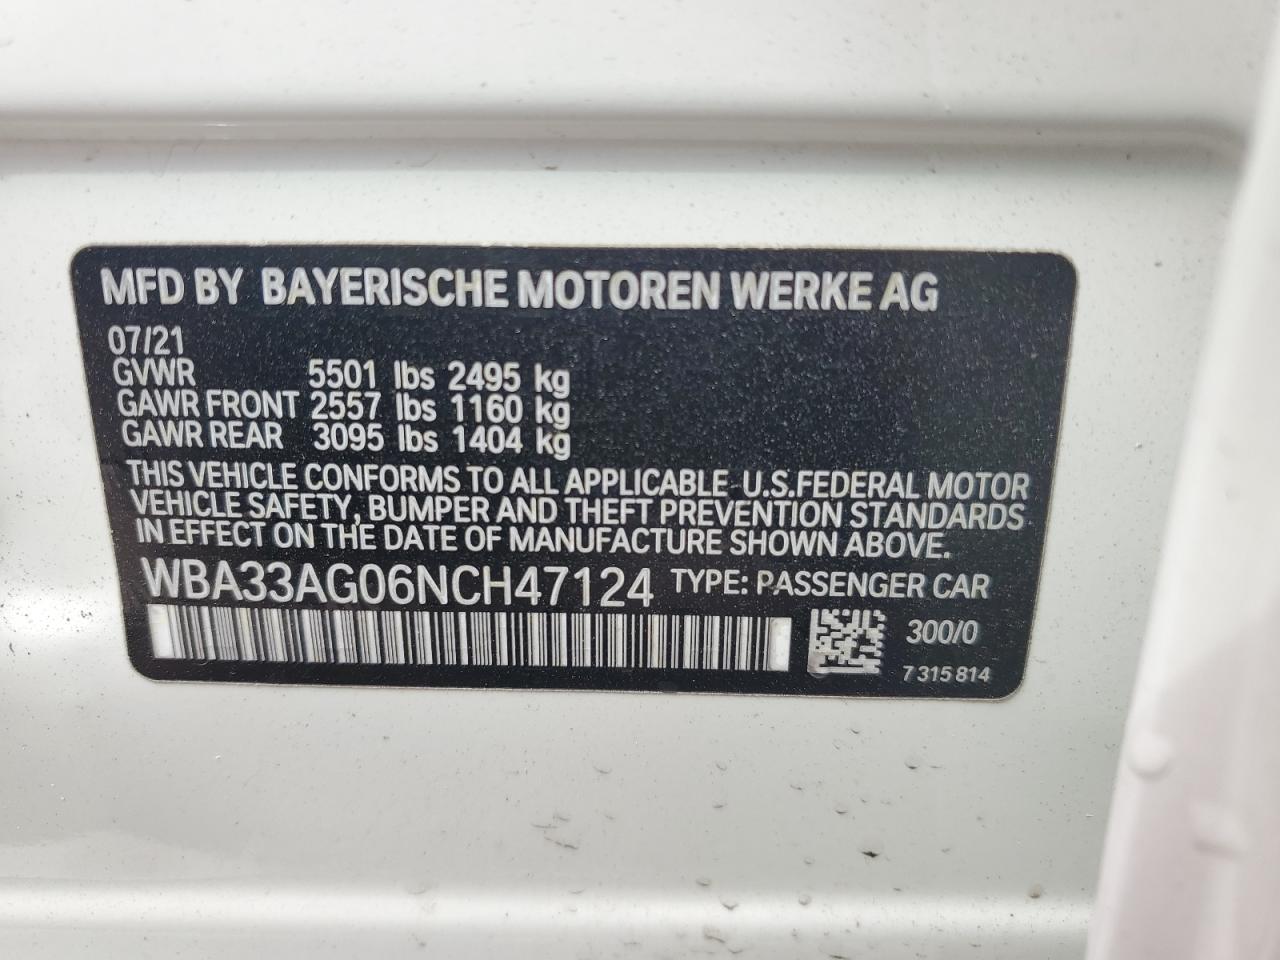 MFD BY BAYERISCHE MOTOREN WERKE AG
07/21
GVWR 5501 lbs 2495 kg
GAWR FRONT 2557 lbs 1160 kg
GAWR REAR 3095 lbs 1404 kg
THIS VEHICLE CONFORMS TO ALL APPLICABLE U.S.FEDERAL MOTOR
VEHICLE SAFETY, BUMPER AND THEFT PREVENTION STANDARDS
IN EFFECT ON THE DATE OF MANUFACTURE SHOWN ABOVE.
WBA33AG06NCH47124 TYPE: PASSENGER CAR
300/0
7 315 814